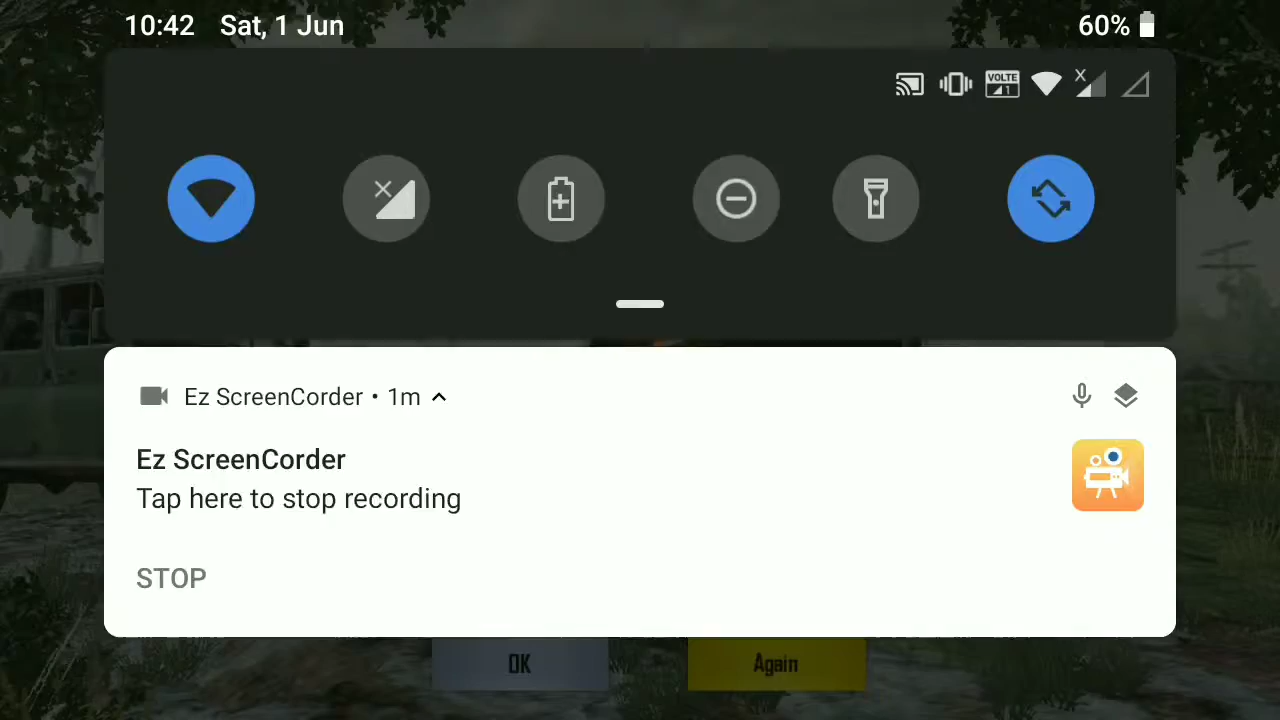 10:42 Sat, 1 Jun 60%
VOLTE
1
X
Ez ScreenCorder • 1m
Ez ScreenCorder
Tap here to stop recording
STOP
OK Again